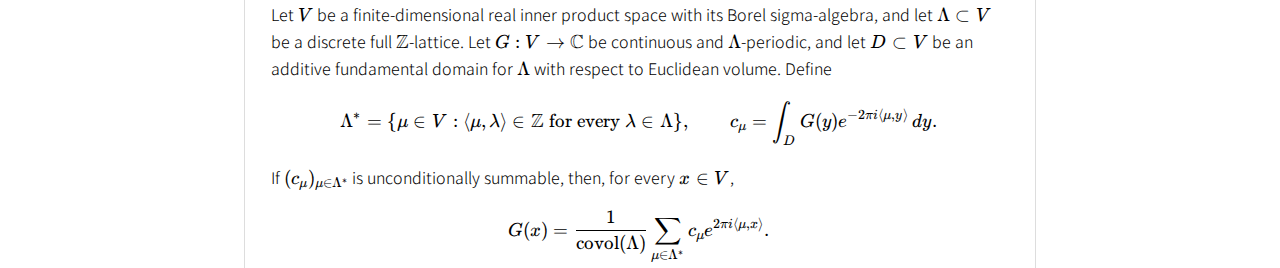 Let V be a finite-dimensional real inner product space with its Borel sigma-algebra, and let Λ ⊂ V
be a discrete full ℤ-lattice. Let G : V → ℂ be continuous and Λ-periodic, and let D ⊂ V be an
additive fundamental domain for Λ with respect to Euclidean volume. Define
Λ* = {μ ∈ V : ⟨μ, λ⟩ ∈ ℤ for every λ ∈ Λ}, c_μ = ∫_D G(y)e^{−2πi⟨μ,y⟩} dy.
If (c_μ)_{μ∈Λ*} is unconditionally summable, then, for every x ∈ V,
G(x) = \frac{1}{covol(Λ)} ∑_{μ∈Λ*} c_μ e^{2πi⟨μ,x⟩}.